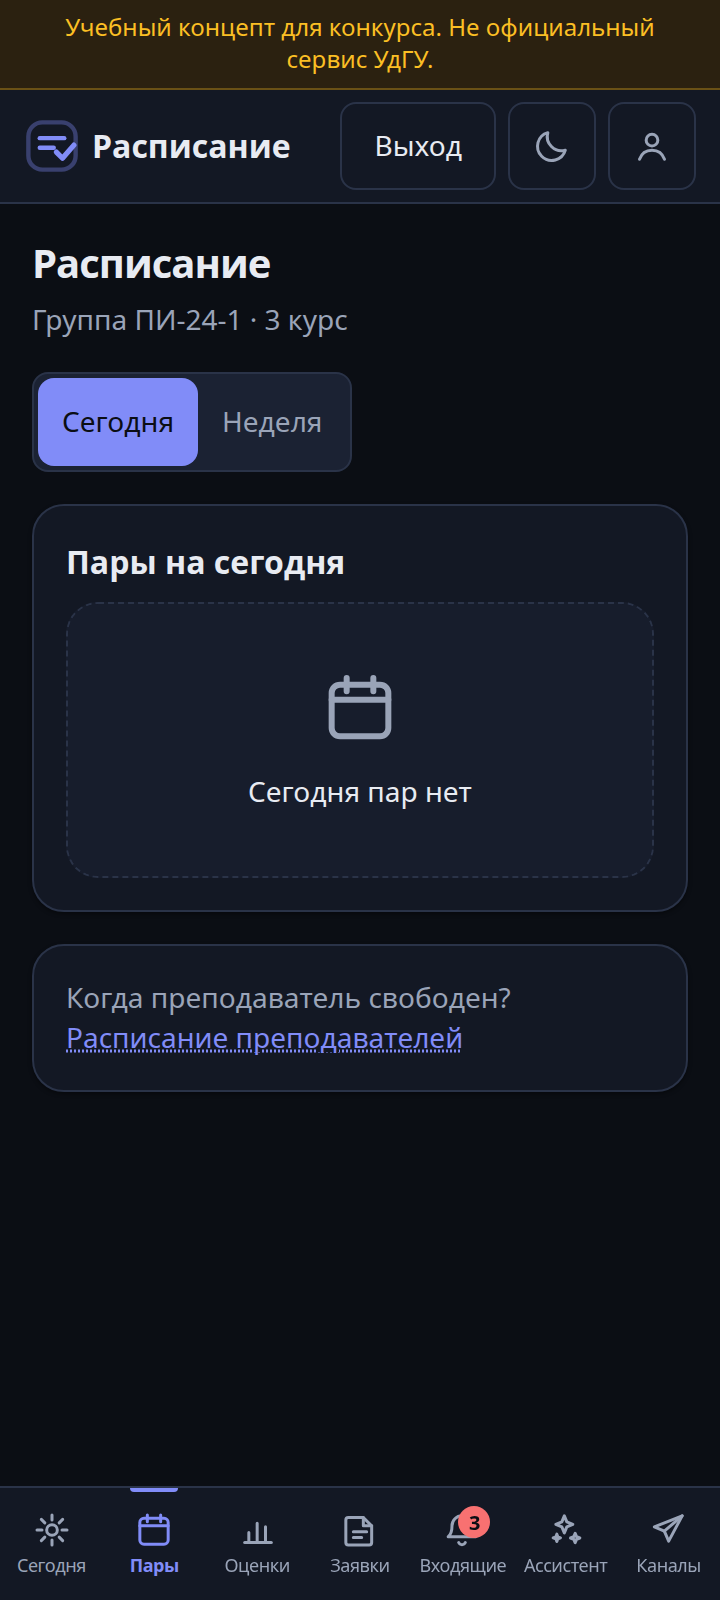 Учебный концепт для конкурса. Не официальный
сервис УдГУ.
Расписание
Выход
Расписание
Группа ПИ-24-1 · 3 курс
Сегодня
Неделя
Пары на сегодня
Сегодня пар нет
Когда преподаватель свободен?
Расписание преподавателей
3
Сегодня
Пары
Оценки
Заявки
Входящие
Ассистент
Каналы